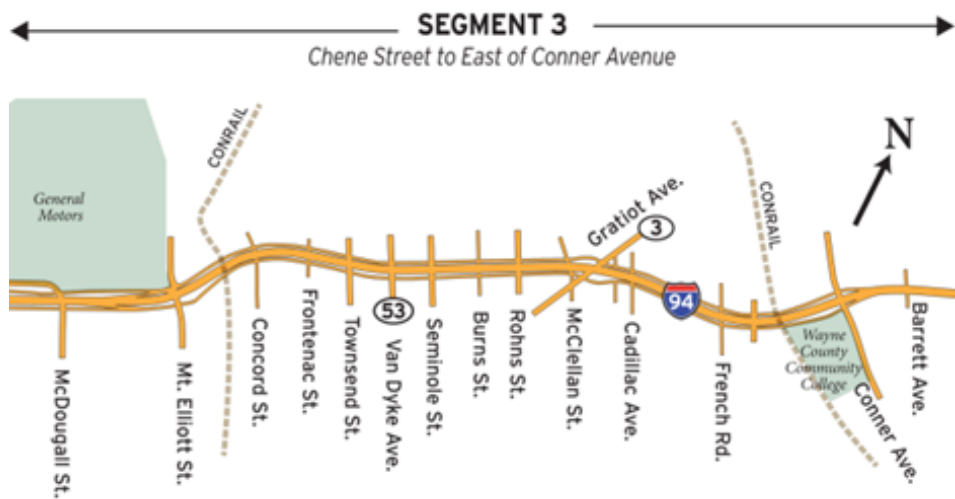 SEGMENT 3
Chene Street to East of Conner Avenue
General
Motors
CONRAIL
Gratiot Ave.
3
CONRAIL
N
53
94
McDougall St.
Mt. Elliott St.
Concord St.
Frontenac St.
Townsend St.
Van Dyke Ave.
Seminole St.
Burns St.
Rohns St.
McClellan St.
Cadillac Ave.
French Rd.
Wayne
County
Community
College
Conner Ave.
Barrett Ave.